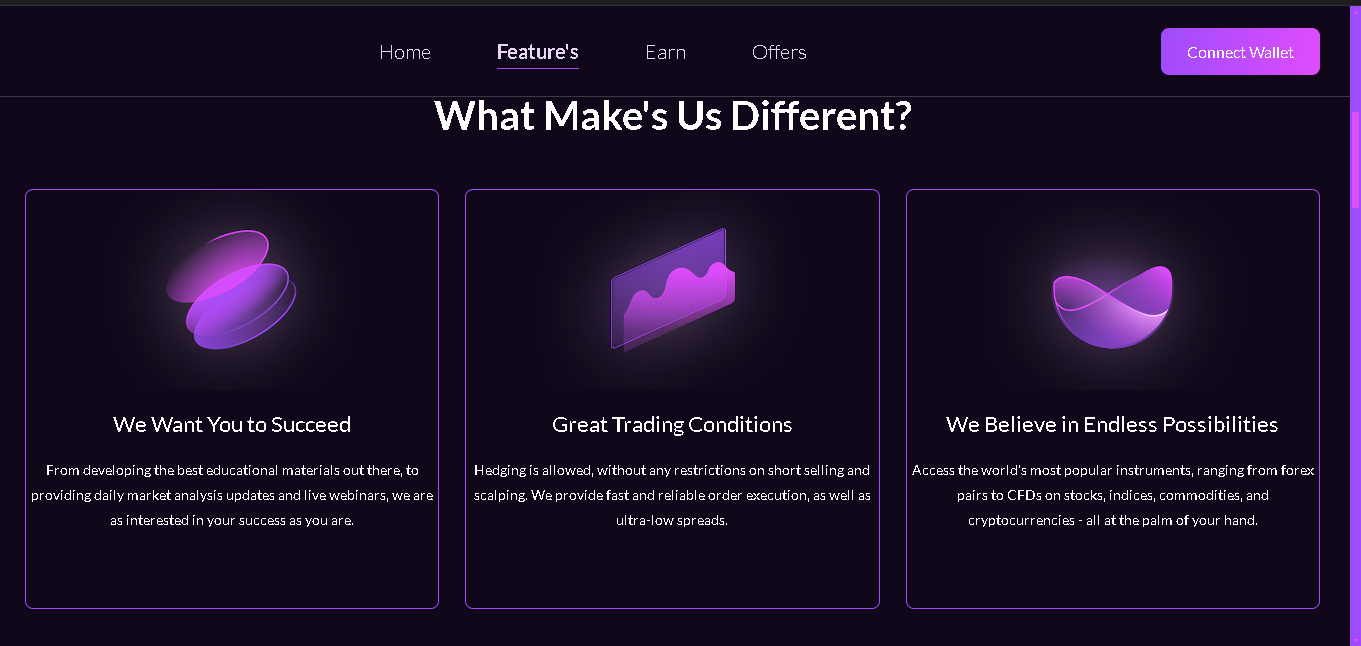 Home
Feature's
Earn
Offers
Connect Wallet
What Make's Us Different?
We Want You to Succeed
From developing the best educational materials out there, to
providing daily market analysis updates and live webinars, we are
as interested in your success as you are.
Great Trading Conditions
Hedging is allowed, without any restrictions on short selling and
scalping. We provide fast and reliable order execution, as well as
ultra-low spreads.
We Believe in Endless Possibilities
Access the world's most popular instruments, ranging from forex
pairs to CFDs on stocks, indices, commodities, and
cryptocurrencies - all at the palm of your hand.